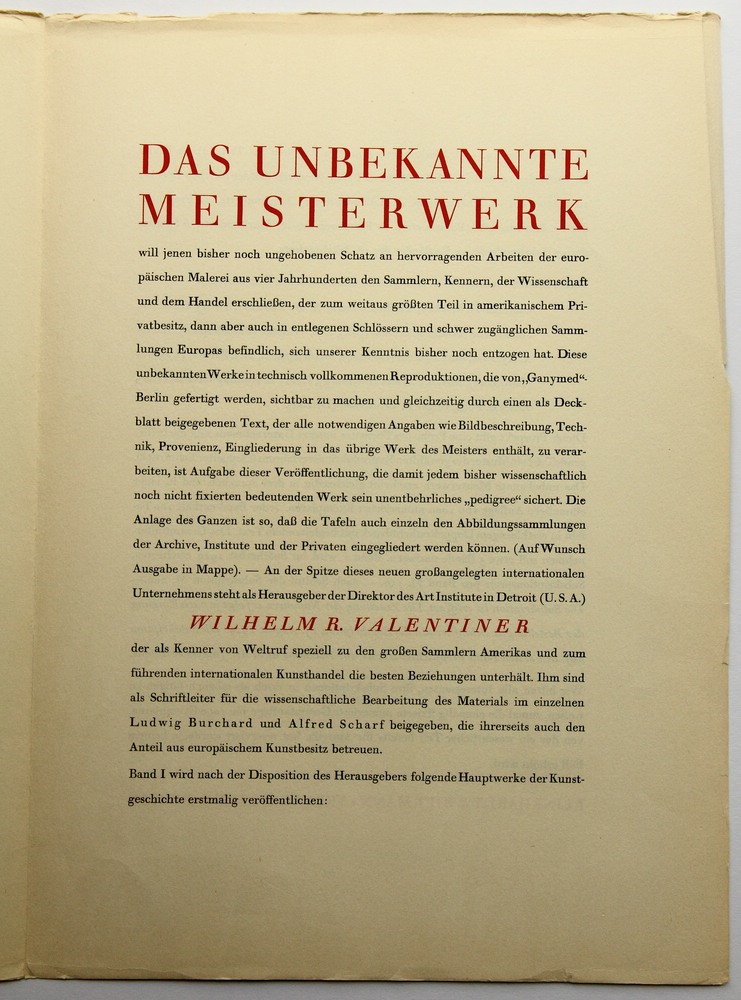 DAS UNBEKANNTE
MEISTERWERK
will jenen bisher noch ungehobenen Schatz an hervorragenden Arbeiten der euro-
päischen Malerei aus vier Jahrhunderten den Sammlern, Kennern, der Wissenschaft
und dem Handel erschließen, der zum weitaus größten Teil in amerikanischem Pri-
vatbesitz, dann aber auch in entlegenen Schlössern und schwer zugänglichen Samm-
lungen Europas befindlich, sich unserer Kenntnis bisher noch entzogen hat. Diese
unbekannten Werke in technisch vollkommenen Reproduktionen, die von „Ganymed“-
Berlin gefertigt werden, sichtbar zu machen und gleichzeitig durch einen als Deck-
blatt beigegebenen Text, der alle notwendigen Angaben wie Bildbeschreibung, Tech-
nik, Provenienz, Eingliederung in das übrige Werk des Meisters enthält, zu verar-
beiten, ist Aufgabe dieser Veröffentlichung, die damit jedem bisher wissenschaftlich
noch nicht fixierten bedeutenden Werk sein unentbehrliches „pedigree“ sichert. Die
Anlage des Ganzen ist so, daß die Tafeln auch einzeln den Abbildungssammlungen
der Archive, Institute und der Privaten eingegliedert werden können. (Auf Wunsch
Ausgabe in Mappe). — An der Spitze dieses neuen großangelegten internationalen
Unternehmens steht als Herausgeber der Direktor des Art Institute in Detroit (U. S. A.)
WILHELM R. VALENTINER
der als Kenner von Weltruf speziell zu den großen Sammlern Amerikas und zum
führenden internationalen Kunsthandel die besten Beziehungen unterhält. Ihm sind
als Schriftleiter für die wissenschaftliche Bearbeitung des Materials im einzelnen
Ludwig Burchard und Alfred Scharf beigegeben, die ihrerseits auch den
Anteil aus europäischem Kunstbesitz betreuen.
Band I wird nach der Disposition des Herausgebers folgende Hauptwerke der Kunst-
geschichte erstmalig veröffentlichen: